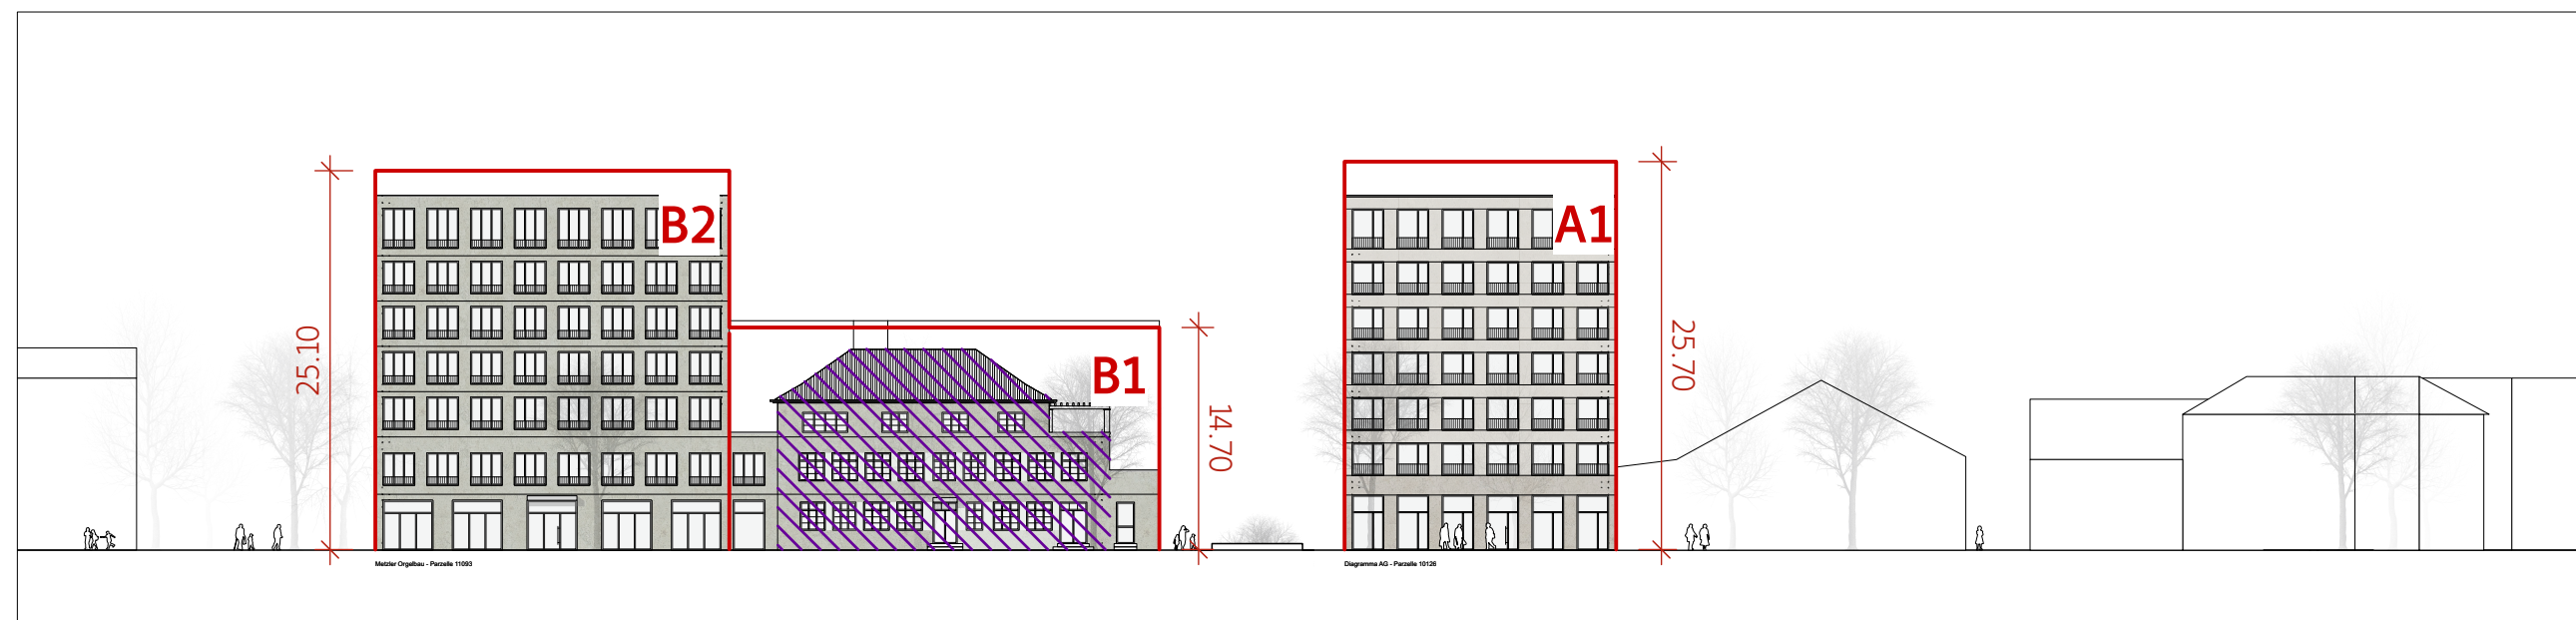 B2
A1
25.10
25.70
B1
14.70
Metzler Orgelbau - Parzelle 11093
Diagramma AG - Parzelle 10126